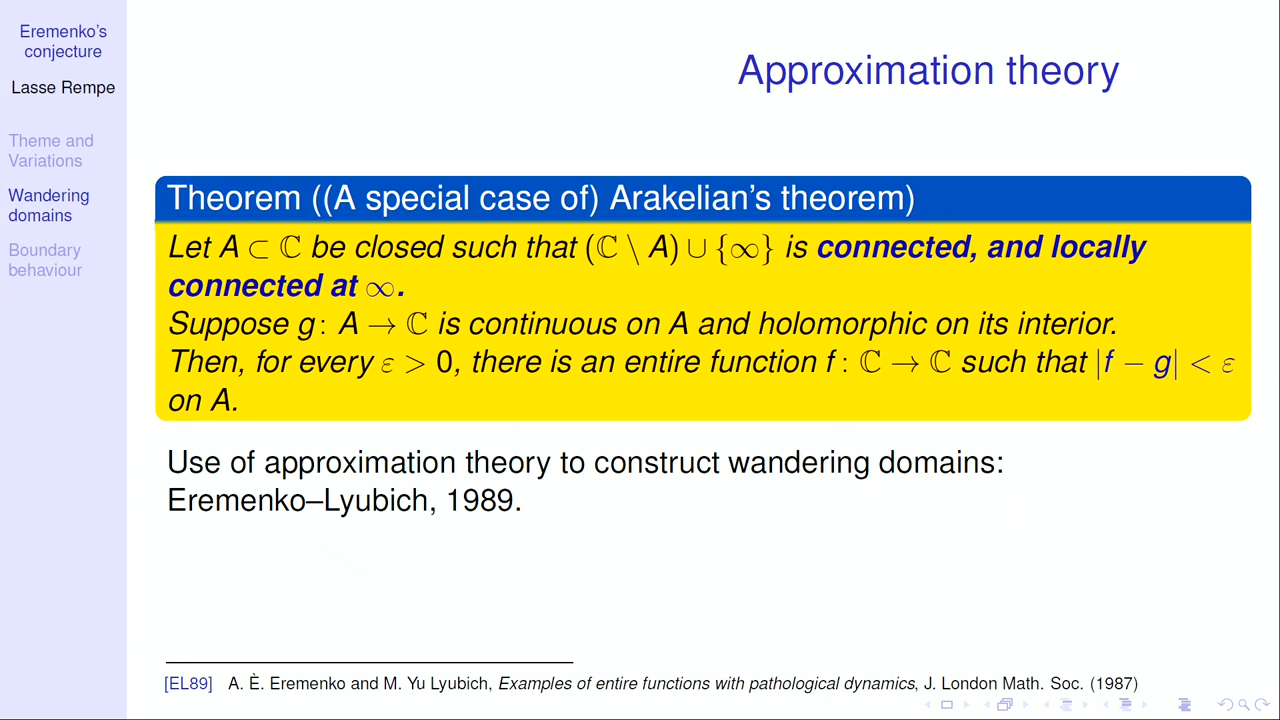 Eremenko's
conjecture
Lasse Rempe
Theme and
Variations
Wandering
domains
Boundary
behaviour
Approximation theory
Theorem ((A special case of) Arakelian's theorem)
Let A ⊂ ℂ be closed such that (ℂ \ A) ∪ {∞} is connected, and locally
connected at ∞.
Suppose g: A → ℂ is continuous on A and holomorphic on its interior.
Then, for every ε > 0, there is an entire function f: ℂ → ℂ such that |f − g| < ε
on A.
Use of approximation theory to construct wandering domains:
Eremenko–Lyubich, 1989.
[EL89] A. È. Eremenko and M. Yu Lyubich, Examples of entire functions with pathological dynamics, J. London Math. Soc. (1987)